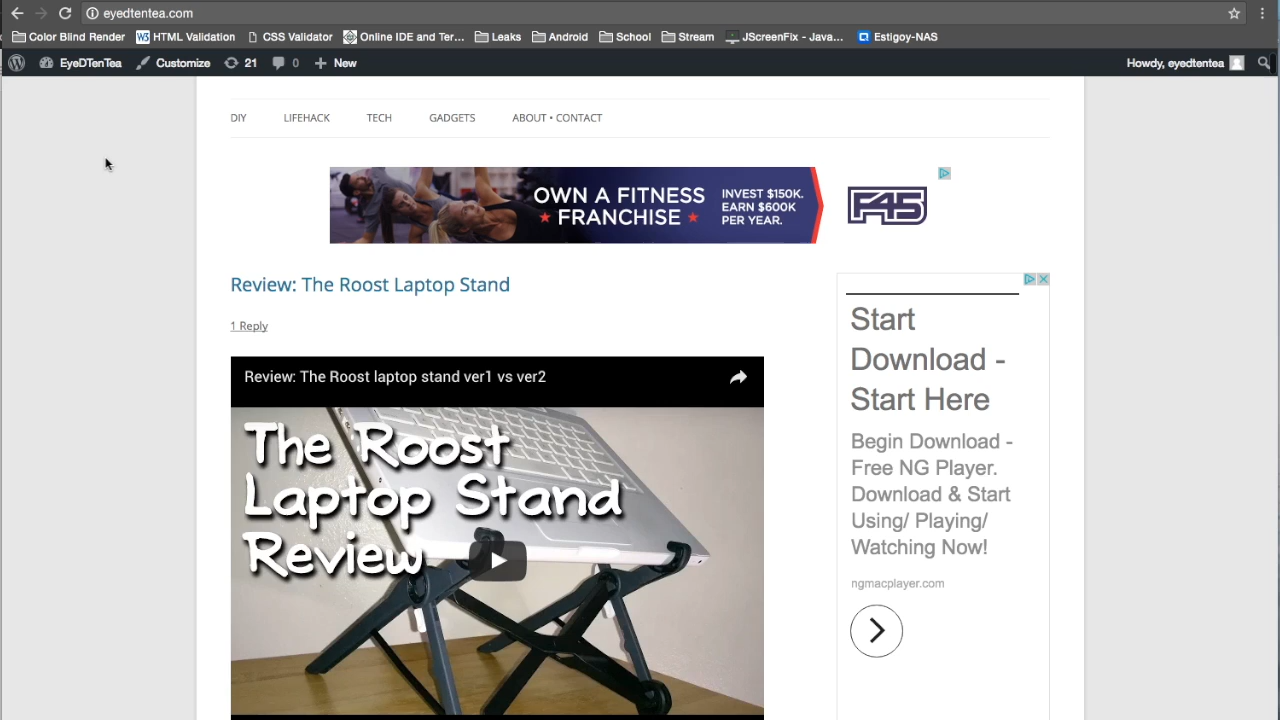 eyedtentea.com
Color Blind Render HTML Validation CSS Validator Online IDE and Ter... Leaks Android School Stream JScreenFix - Java... Estigoy-NAS
EyeDTenTea Customize 21 0 New Howdy, eyedtentea
DIY LIFEHACK TECH GADGETS ABOUT • CONTACT
OWN A FITNESS
FRANCHISE
INVEST $150K.
EARN $600K
PER YEAR.
F45
Review: The Roost Laptop Stand
1 Reply
Review: The Roost laptop stand ver1 vs ver2
The Roost
Laptop Stand
Review
Start
Download -
Start Here
Begin Download -
Free NG Player.
Download & Start
Using/ Playing/
Watching Now!
ngmacplayer.com